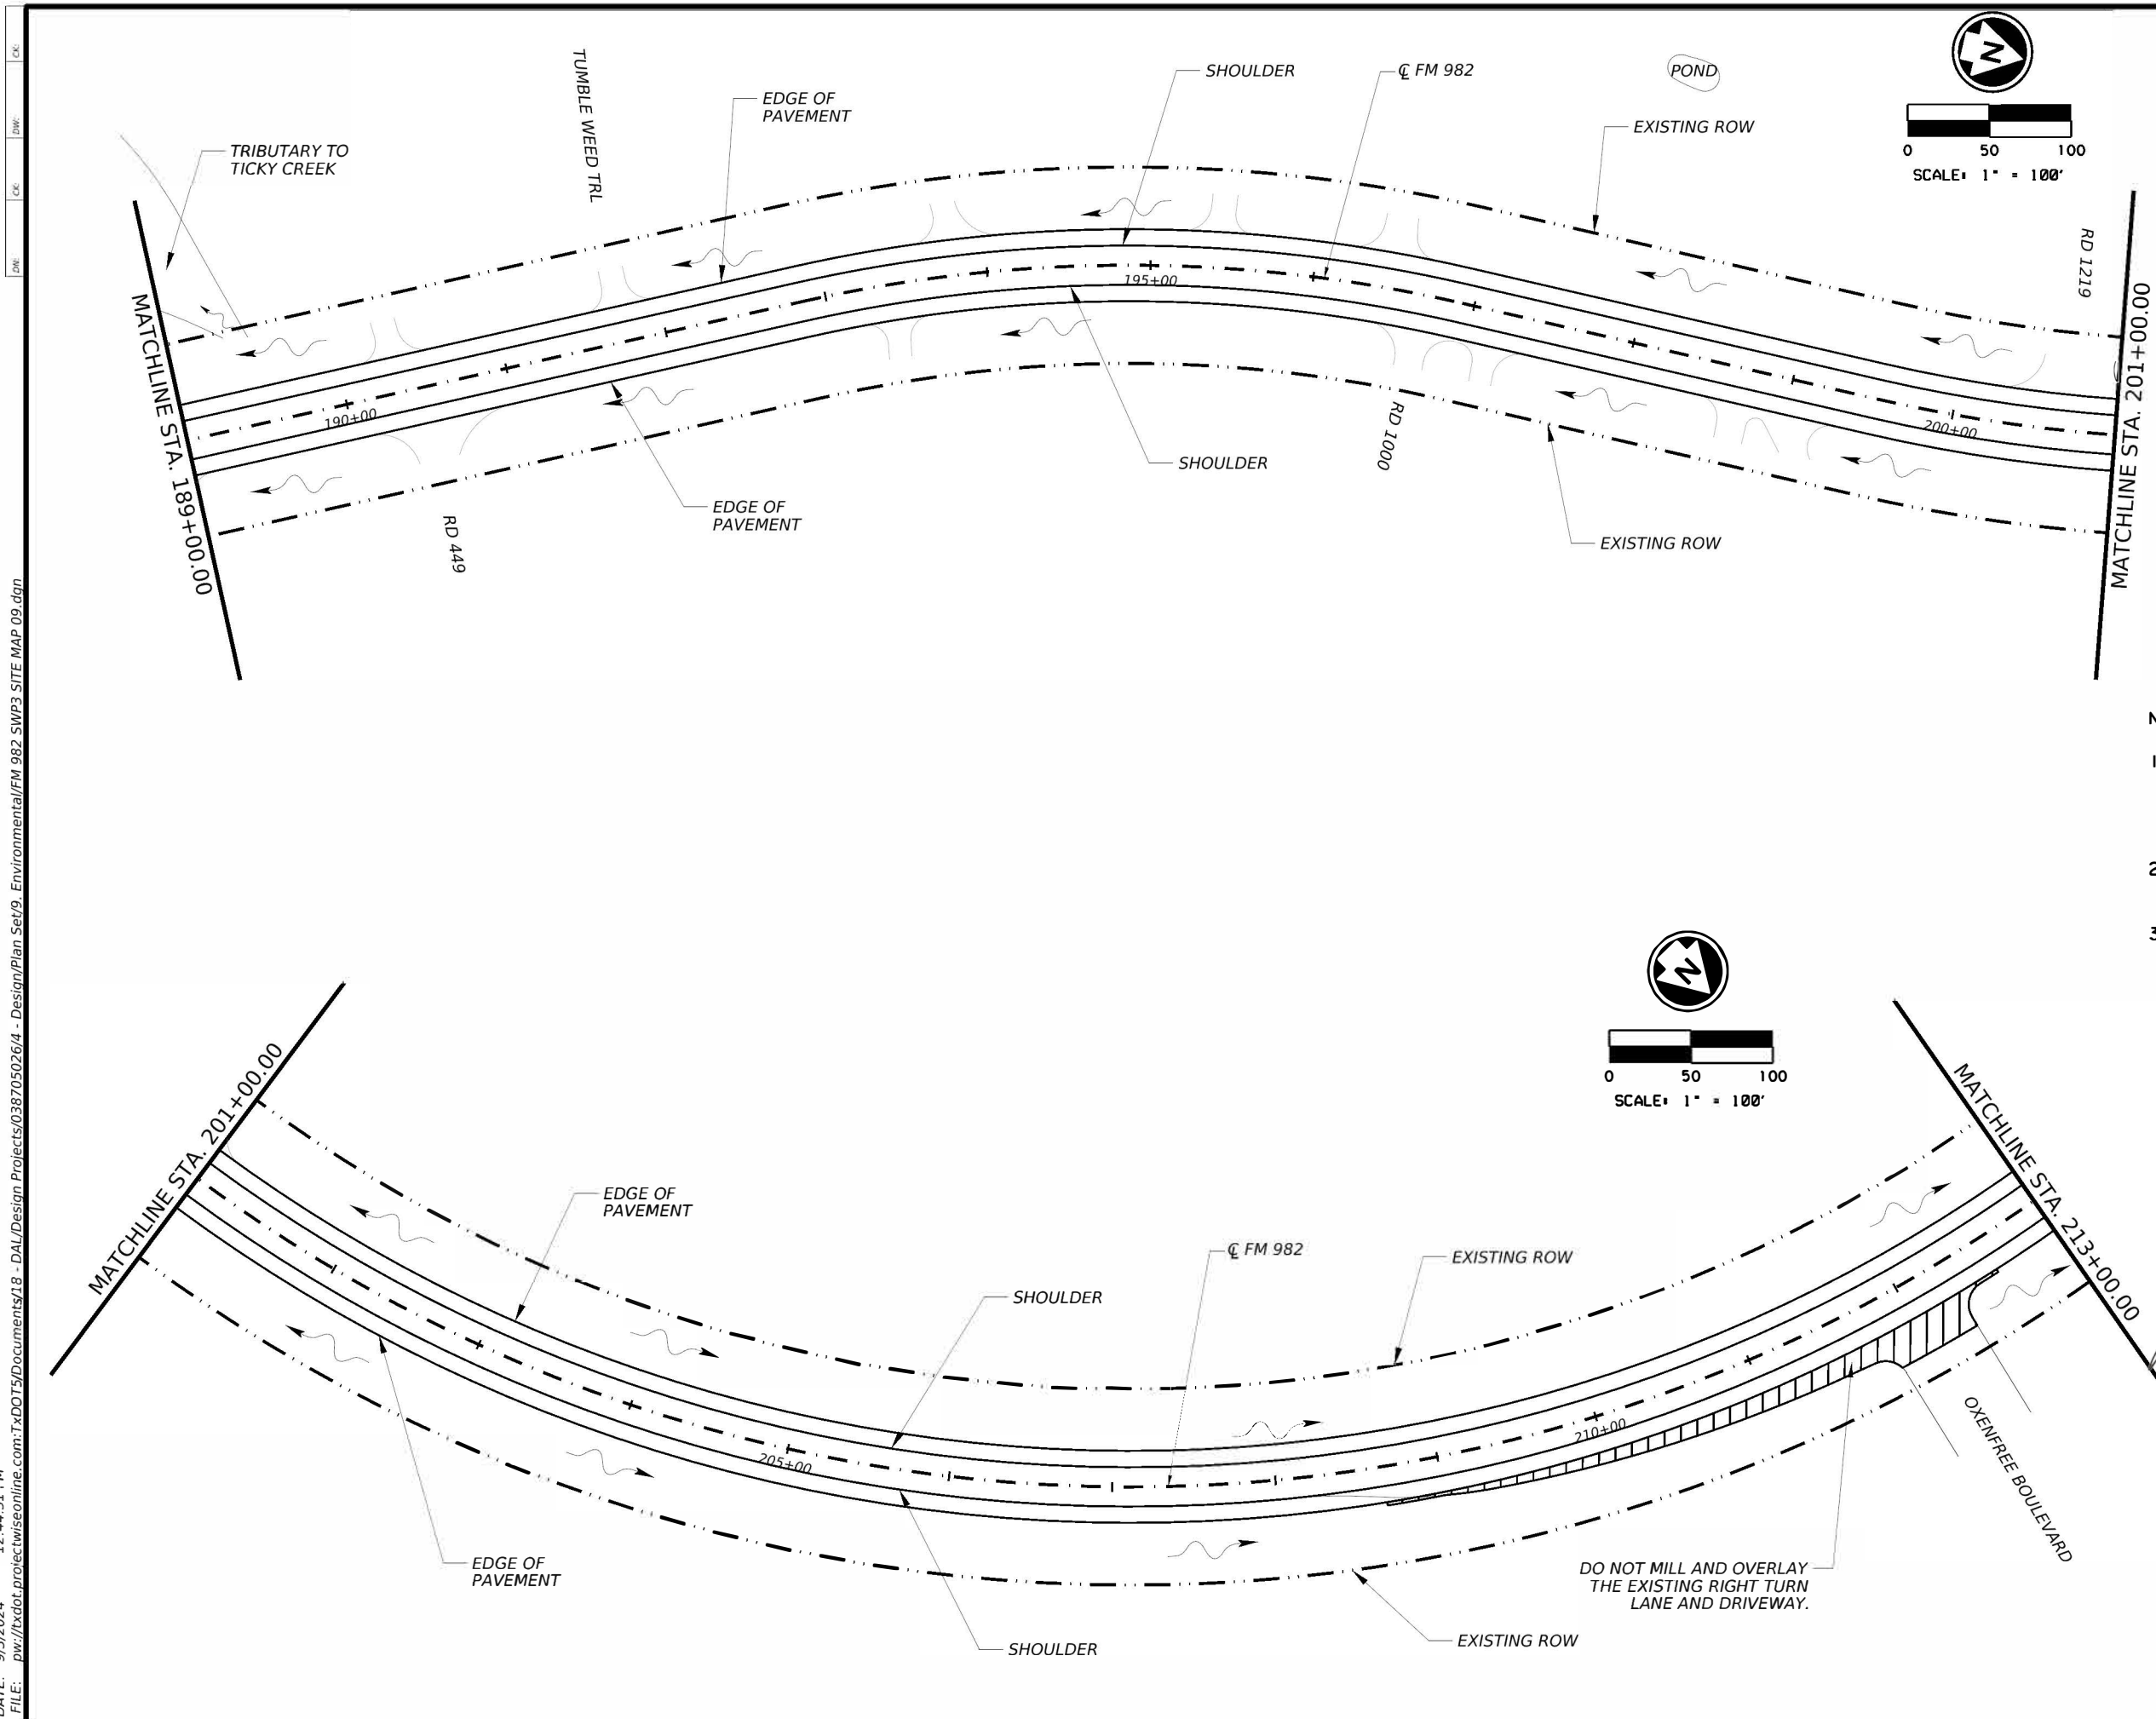 TRIBUTARY TO
TICKY CREEK
TUMBLE WEED TRL
EDGE OF
PAVEMENT
SHOULDER
℄ FM 982
POND
EXISTING ROW
N
0 50 100
SCALE: 1" = 100'
RD 1219
MATCHLINE STA. 189+00.00
190+00
195+00
200+00
MATCHLINE STA. 201+00.00
RD 449
EDGE OF
PAVEMENT
SHOULDER
RD 1000
EXISTING ROW
N
0 50 100
SCALE: 1" = 100'
MATCHLINE STA. 201+00.00
EDGE OF
PAVEMENT
SHOULDER
℄ FM 982
EXISTING ROW
MATCHLINE STA. 213+00.00
205+00
210+00
OXENFREE BOULEVARD
EDGE OF
PAVEMENT
SHOULDER
DO NOT MILL AND OVERLAY
THE EXISTING RIGHT TURN
LANE AND DRIVEWAY.
EXISTING ROW
CK:
DW:
CK:
DN:
FILE: pw://txdot.projectwiseonline.com:TxDOT5/Documents/18 - DAL/Design Projects/038705026/4 - Design/Plan Set/9. Environmental/FM 982 SWP3 SITE MAP 09.dgn
2
3